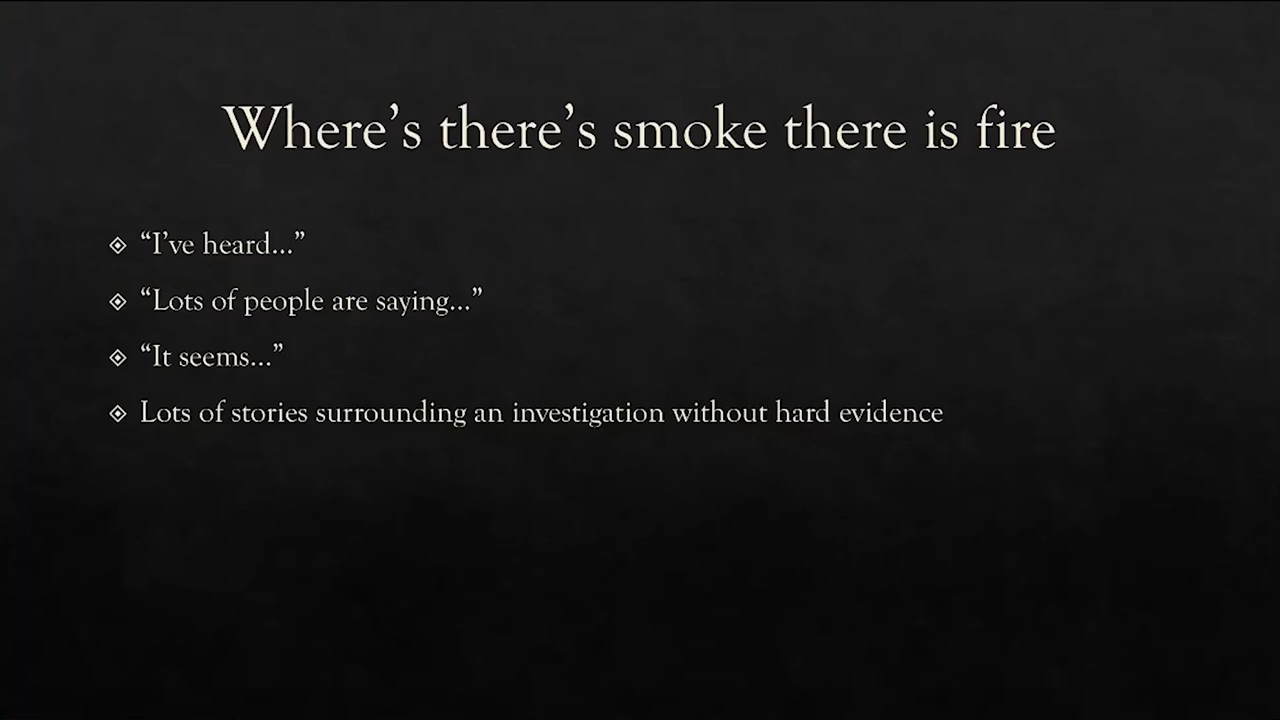 Where’s there’s smoke there is fire
“I’ve heard…”
“Lots of people are saying…”
“It seems…”
Lots of stories surrounding an investigation without hard evidence